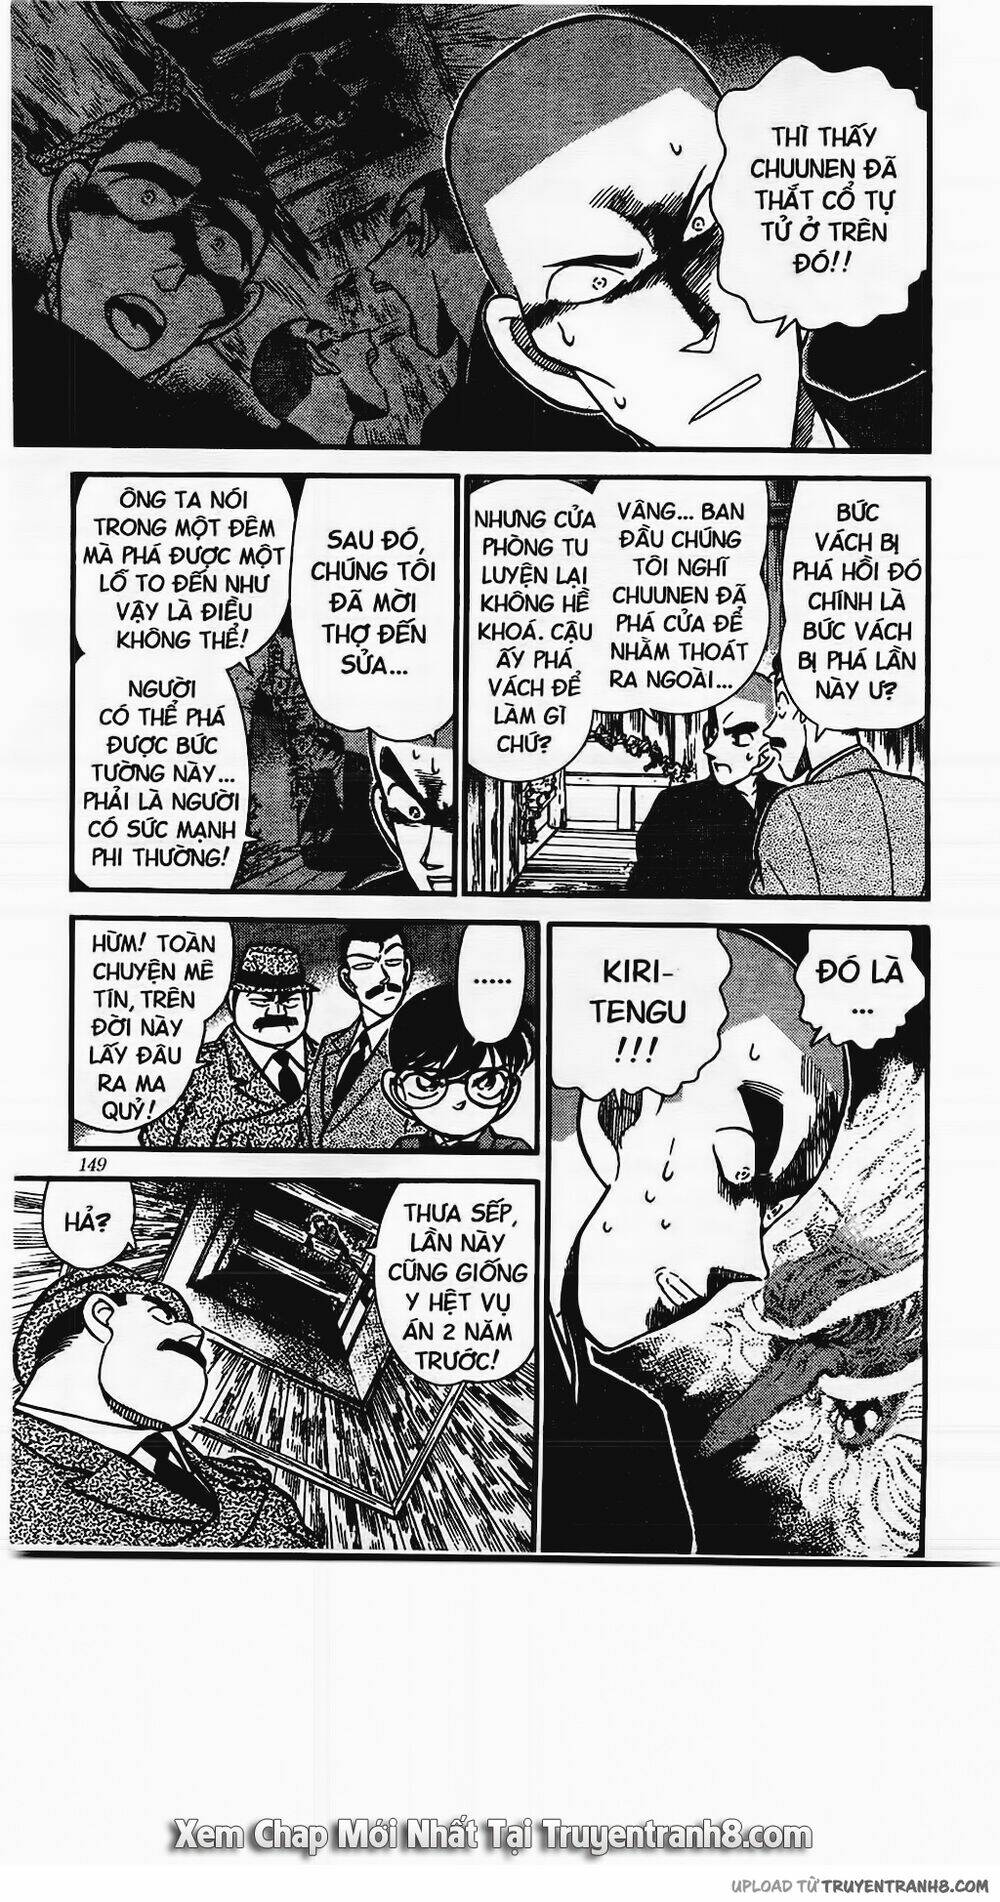 THÌ THẤY
CHUUNEN ĐÃ
THẮT CỔ TỰ
TỬ Ở TRÊN
ĐÓ!!
BỨC
VÁCH BỊ
PHÁ HỒI ĐÓ
CHÍNH LÀ
BỨC VÁCH
BỊ PHÁ LẦN
NÀY Ư?
VÂNG... BAN
ĐẦU CHÚNG
TÔI NGHĨ
CHUUNEN ĐÃ
PHÁ CỬA ĐỂ
NHẰM THOÁT
RA NGOÀI...
NHƯNG CỬA
PHÒNG TU
LUYỆN LẠI
KHÔNG HỀ
KHOÁ. CẬU
ẤY PHÁ
VÁCH ĐỂ
LÀM GÌ
CHỨ?
SAU ĐÓ,
CHÚNG TÔI
ĐÃ MỜI
THỢ ĐẾN
SỬA...
ÔNG TA NÓI
TRONG MỘT ĐÊM
MÀ PHÁ ĐƯỢC MỘT
LỖ TO ĐẾN NHƯ
VẬY LÀ ĐIỀU
KHÔNG THỂ!
NGƯỜI
CÓ THỂ PHÁ
ĐƯỢC BỨC
TƯỜNG NÀY...
PHẢI LÀ NGƯỜI
CÓ SỨC MẠNH
PHI THƯỜNG!
ĐÓ LÀ
...
KIRI-
TENGU
!!!
......
HỪM! TOÀN
CHUYỆN MÊ
TÍN, TRÊN
ĐỜI NÀY
LẤY ĐÂU
RA MA
QUỶ!
149
THƯA SẾP,
LẦN NÀY
CŨNG GIỐNG
Y HỆT VỤ
ÁN 2 NĂM
TRƯỚC!
HẢ?
Xem Chap Mới Nhất Tại Truyentranh8.com
UPLOAD TỪ TRUYENTRANH8.COM